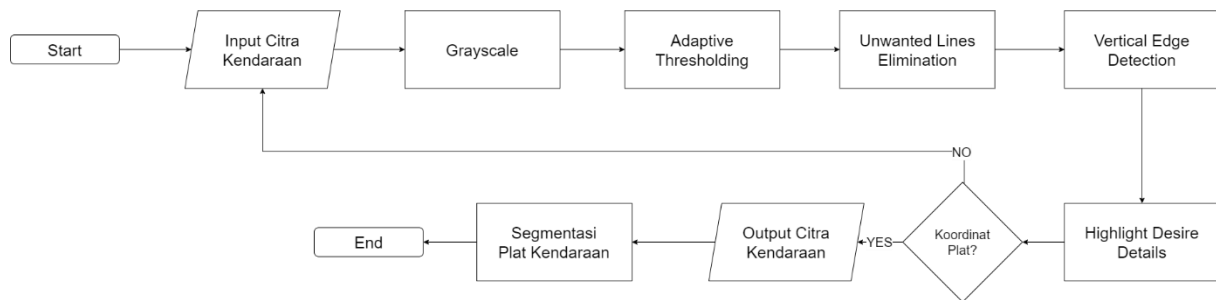 Start
Input Citra
Kendaraan
Grayscale
Adaptive
Thresholding
Unwanted Lines
Elimination
Vertical Edge
Detection
NO
End
Segmentasi
Plat Kendaraan
Output Citra
Kendaraan
YES
Koordinat
Plat?
Highlight Desire
Details